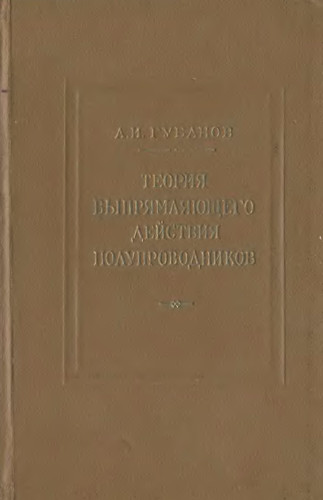 А.И. ГУБАНОВ
ТЕОРИЯ
ВЫПРЯМЛЯЮЩЕГО
ДЕЙСТВИЯ
ПОЛУПРОВОДНИКОВ